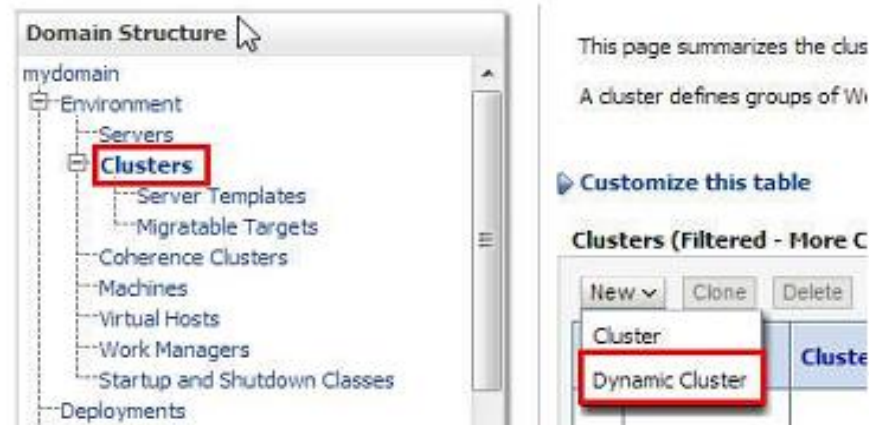 Domain Structure
mydomain
Environment
Servers
Clusters
Server Templates
Migratable Targets
Coherence Clusters
Machines
Virtual Hosts
Work Managers
Startup and Shutdown Classes
Deployments
This page summarizes the clus
A cluster defines groups of We
Customize this table
Clusters (Filtered - More C
New Clone Delete
Cluster
Dynamic Cluster
Cluste